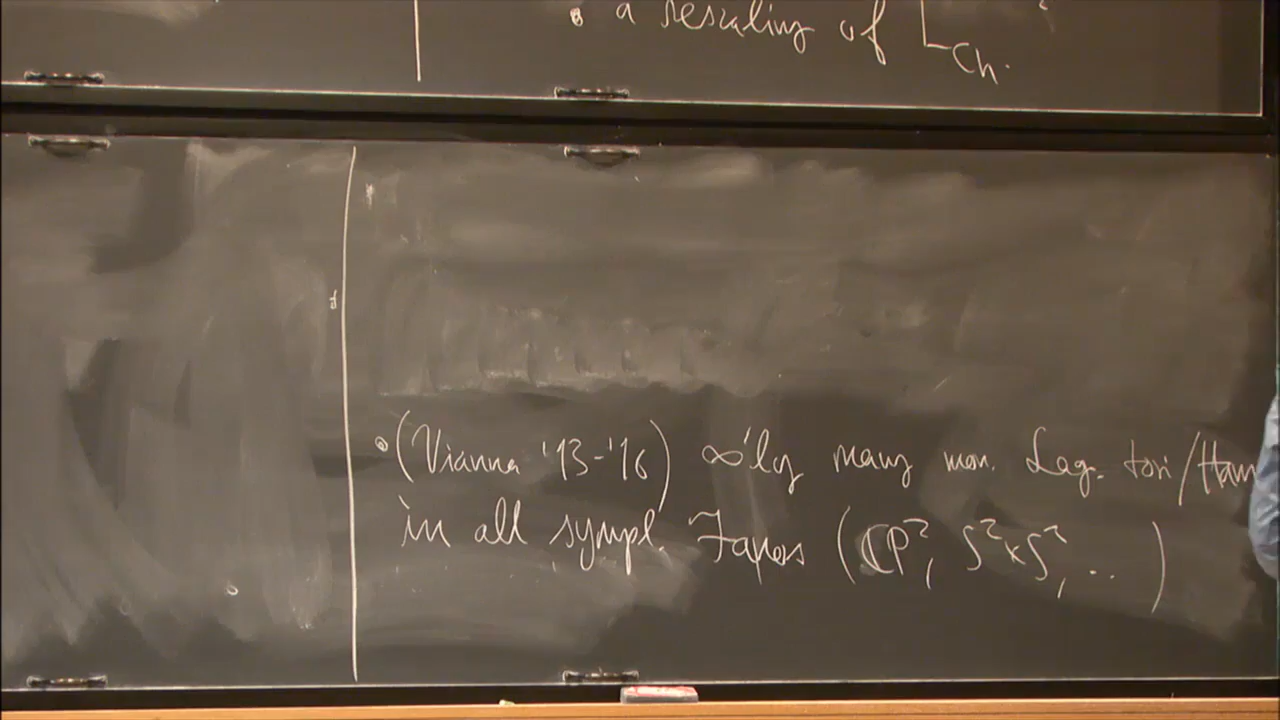 • a rescaling of L_Ch.
• (Vianna '13-'16) ∞'ly many mon. Lag. tori/Ham
in all sympl. Fanos (ℂP², S²×S², ... )